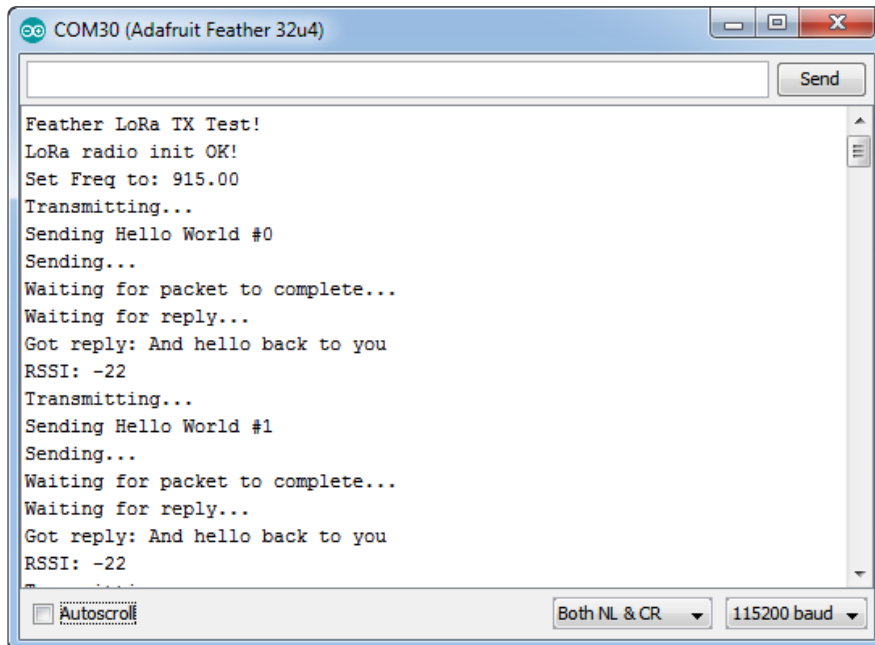 COM30 (Adafruit Feather 32u4)
Send
Feather LoRa TX Test!
LoRa radio init OK!
Set Freq to: 915.00
Transmitting...
Sending Hello World #0
Sending...
Waiting for packet to complete...
Waiting for reply...
Got reply: And hello back to you
RSSI: -22
Transmitting...
Sending Hello World #1
Sending...
Waiting for packet to complete...
Waiting for reply...
Got reply: And hello back to you
RSSI: -22
Autoscroll
Both NL & CR
115200 baud